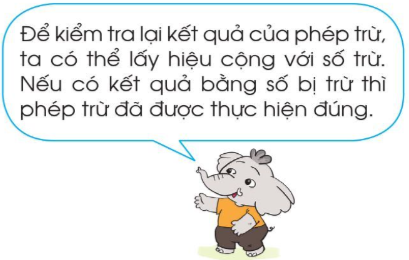 Để kiểm tra lại kết quả của phép trừ,
ta có thể lấy hiệu cộng với số trừ.
Nếu có kết quả bằng số bị trừ thì
phép trừ đã được thực hiện đúng.